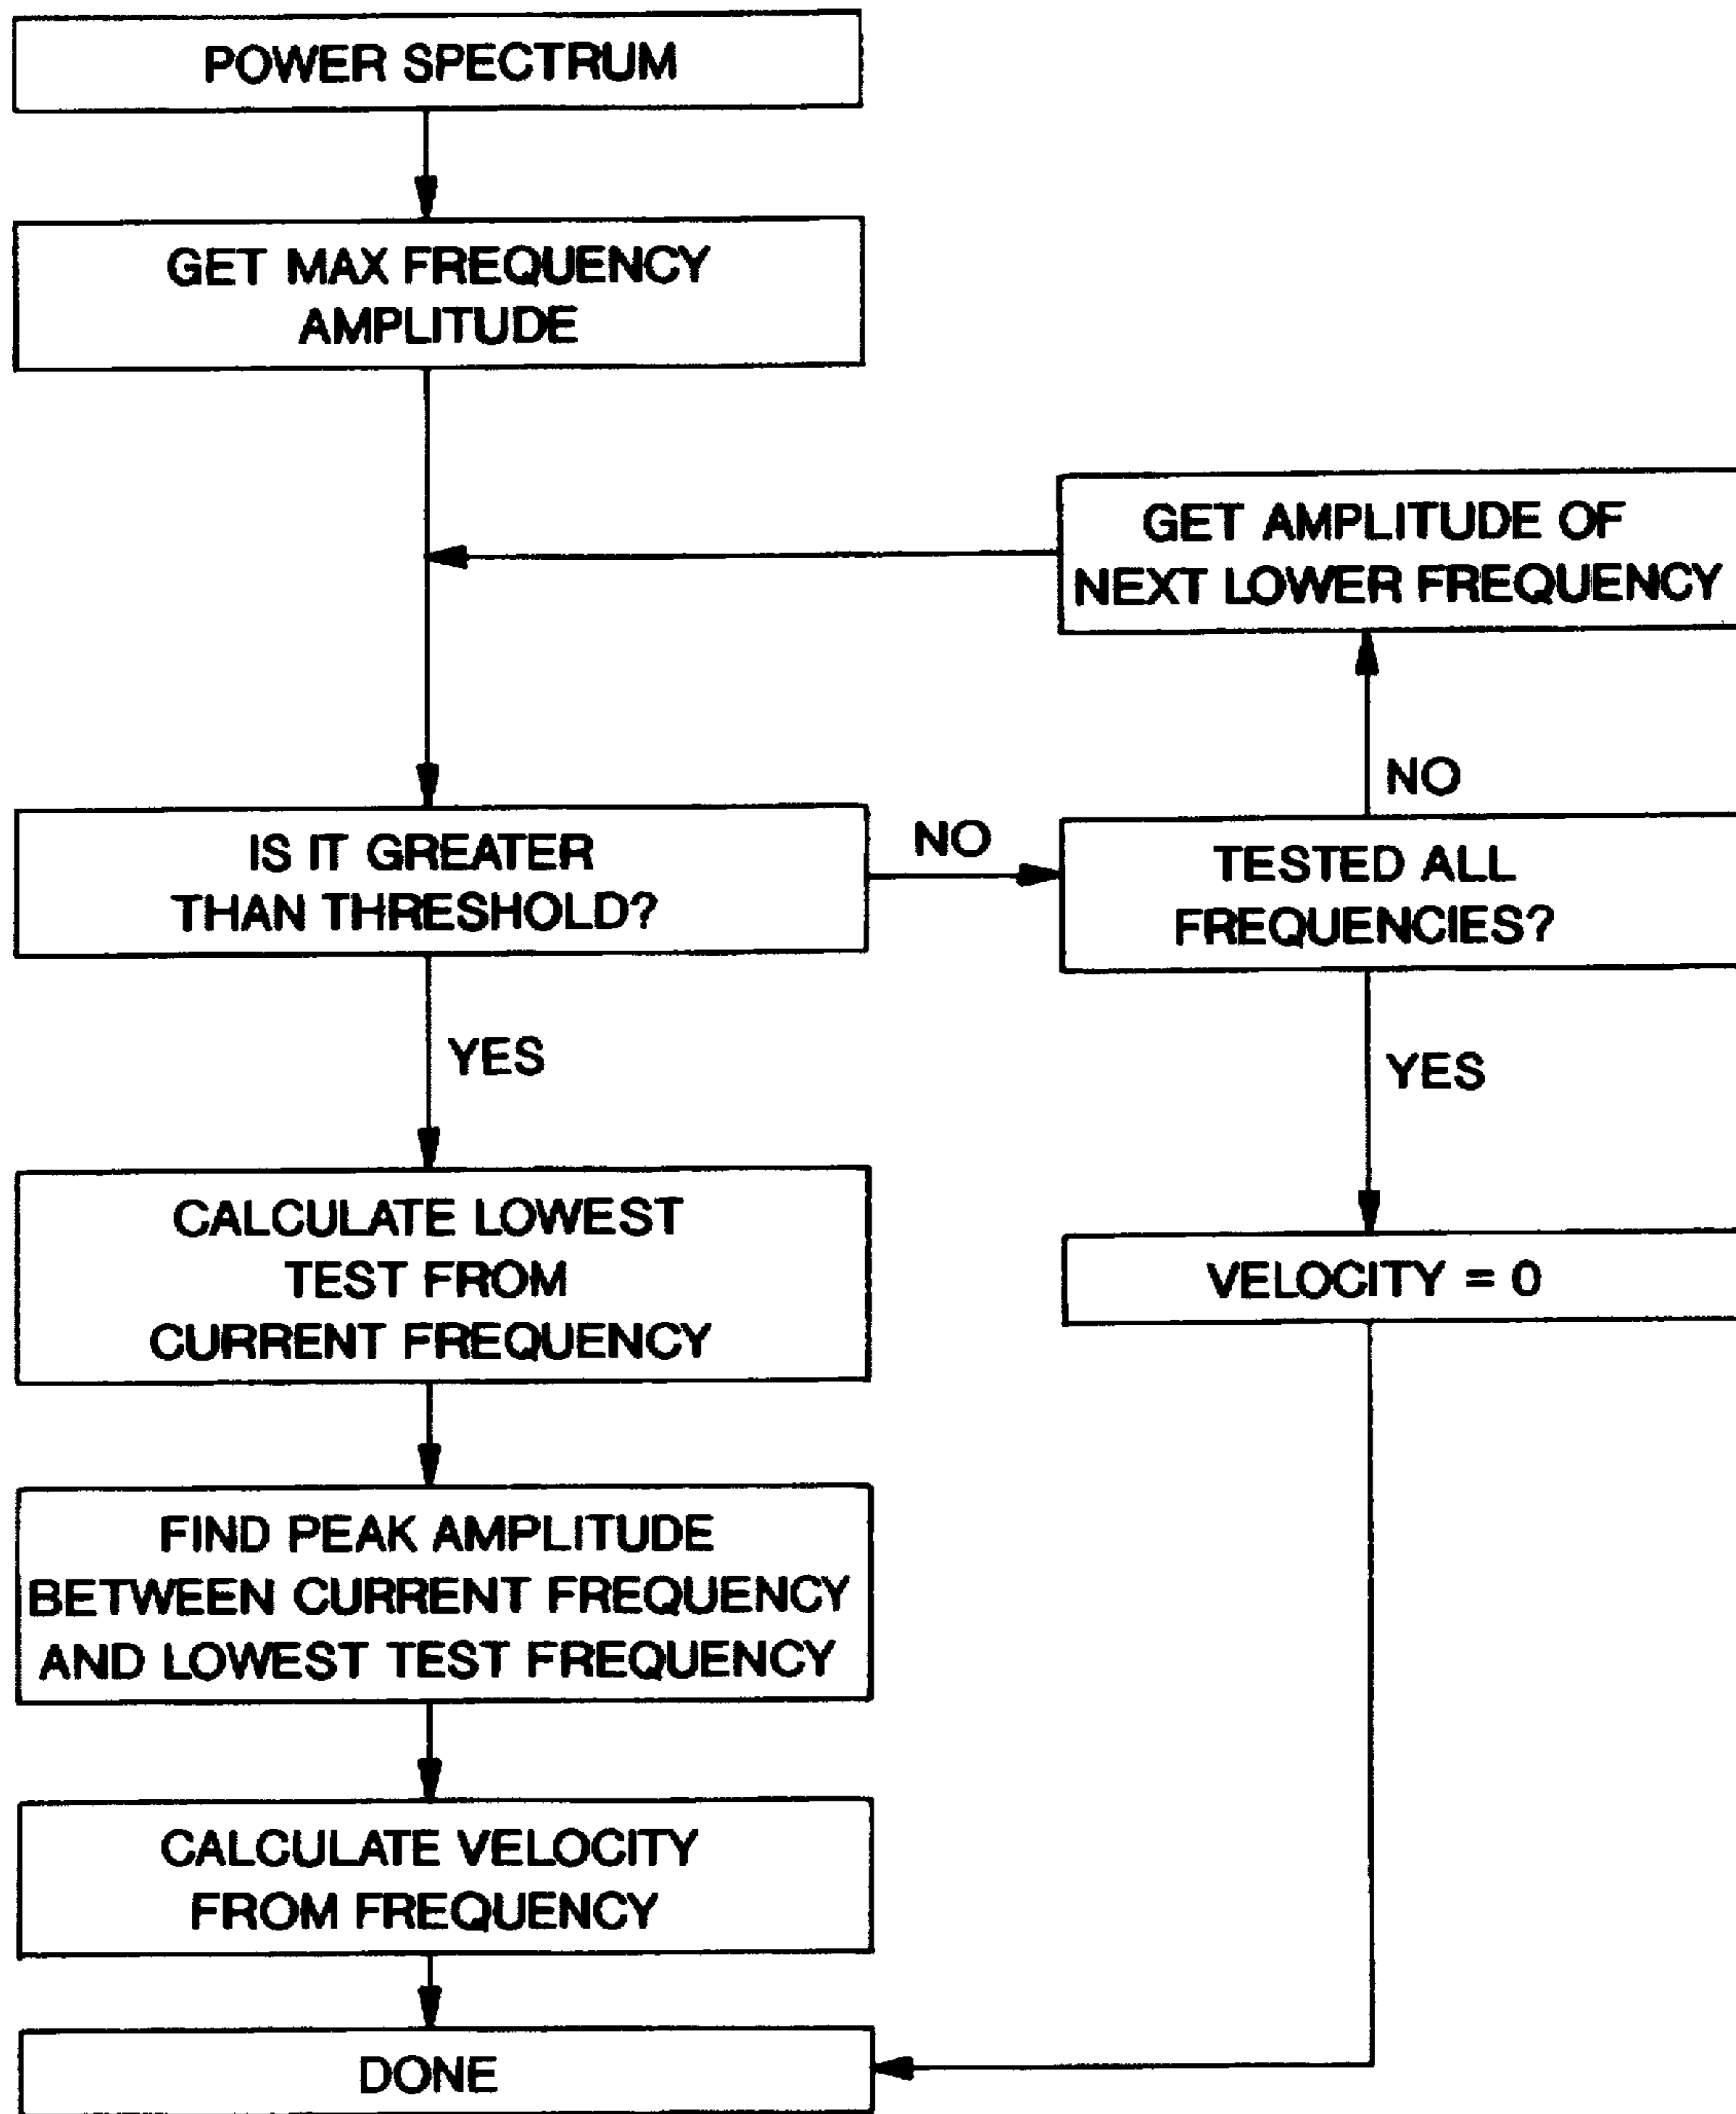 POWER SPECTRUM
GET MAX FREQUENCY
AMPLITUDE
GET AMPLITUDE OF
NEXT LOWER FREQUENCY
NO
IS IT GREATER
THAN THRESHOLD?
NO
TESTED ALL
FREQUENCIES?
YES
YES
CALCULATE LOWEST
TEST FROM
CURRENT FREQUENCY
VELOCITY = 0
FIND PEAK AMPLITUDE
BETWEEN CURRENT FREQUENCY
AND LOWEST TEST FREQUENCY
CALCULATE VELOCITY
FROM FREQUENCY
DONE